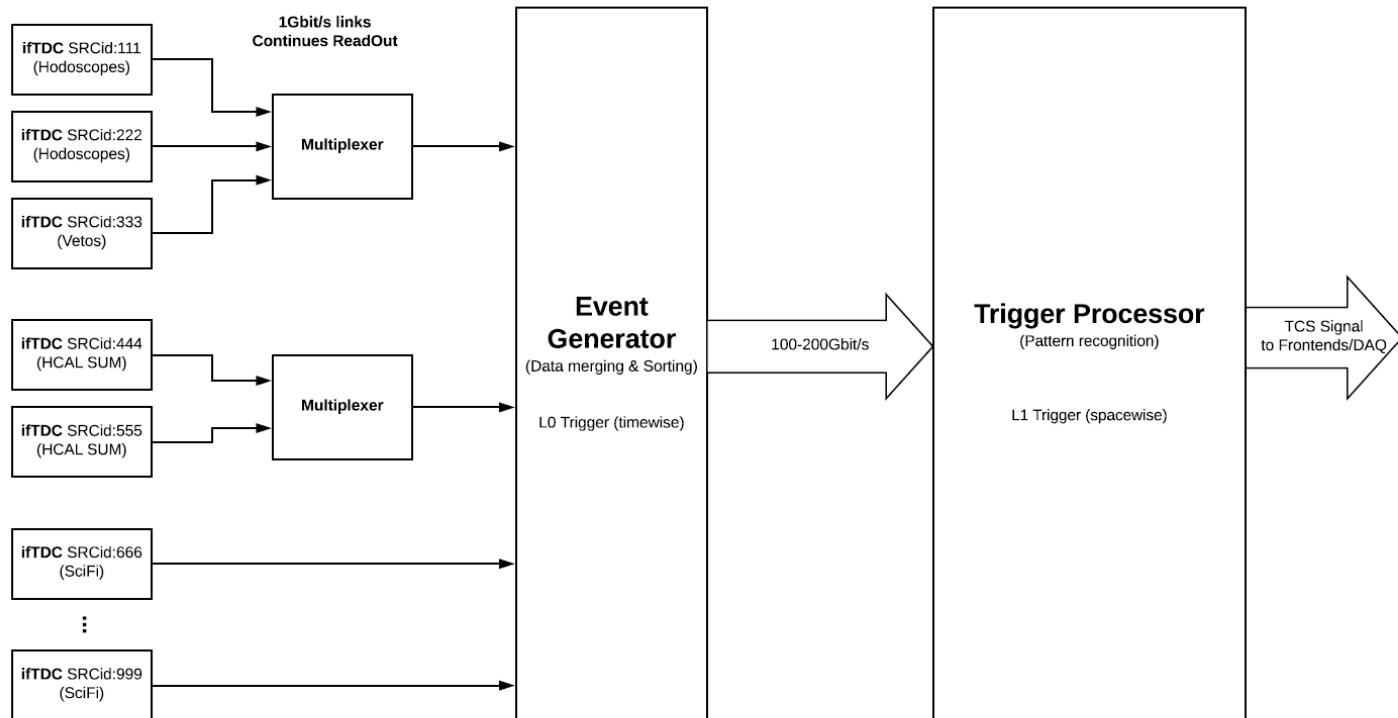 1Gbit/s links
Continues ReadOut
ifTDC SRCid:111
(Hodoscopes)
ifTDC SRCid:222
(Hodoscopes)
ifTDC SRCid:333
(Vetos)
Multiplexer
ifTDC SRCid:444
(HCAL SUM)
ifTDC SRCid:555
(HCAL SUM)
Multiplexer
ifTDC SRCid:666
(SciFi)
...
ifTDC SRCid:999
(SciFi)
Event
Generator
(Data merging & Sorting)
L0 Trigger (timewise)
100-200Gbit/s
Trigger Processor
(Pattern recognition)
L1 Trigger (spacewise)
TCS Signal
to Frontends/DAQ